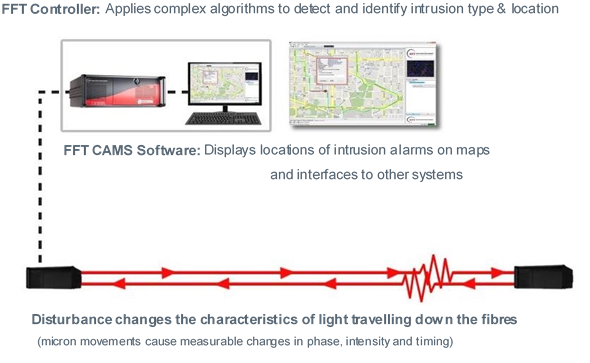 FFT Controller: Applies complex algorithms to detect and identify intrusion type & location
FFT CAMS Software: Displays locations of intrusion alarms on maps
and interfaces to other systems
Disturbance changes the characteristics of light travelling down the fibres
(micron movements cause measurable changes in phase, intensity and timing)